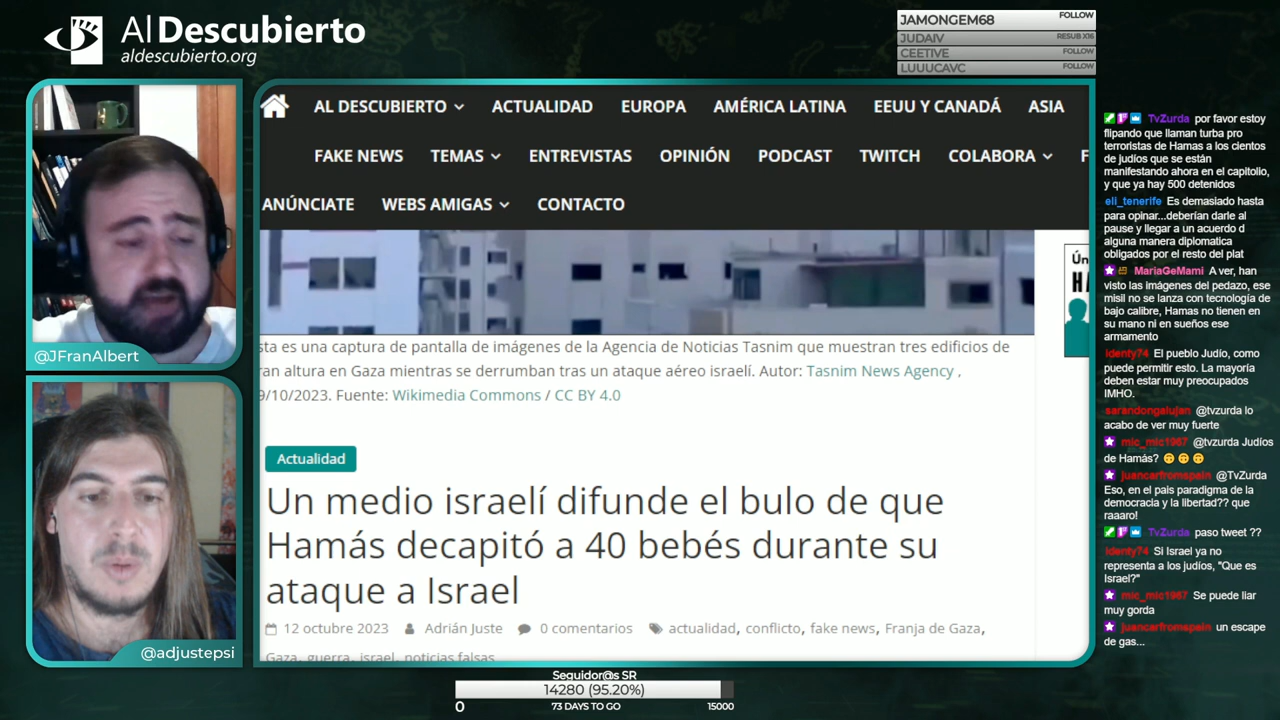 Al Descubierto
aldescubierto.org
JAMONGEM68 FOLLOW
JUDAIV RESUB X16
CEETIVE FOLLOW
LUUUCAVC FOLLOW
AL DESCUBIERTO ACTUALIDAD EUROPA AMÉRICA LATINA EEUU Y CANADÁ ASIA
FAKE NEWS TEMAS ENTREVISTAS OPINIÓN PODCAST TWITCH COLABORA F
ANÚNCIATE WEBS AMIGAS CONTACTO
sta es una captura de pantalla de imágenes de la Agencia de Noticias Tasnim que muestran tres edificios de
ran altura en Gaza mientras se derrumban tras un ataque aéreo israelí. Autor: Tasnim News Agency ,
9/10/2023. Fuente: Wikimedia Commons / CC BY 4.0
Actualidad
Un medio israelí difunde el bulo de que
Hamás decapitó a 40 bebés durante su
ataque a Israel
12 octubre 2023 Adrián Juste 0 comentarios actualidad, conflicto, fake news, Franja de Gaza,
Gaza, guerra, israel, noticias falsas
Ún
HA
@JFranAlbert
@adjustepsi
TvZurda por favor estoy
flipando que llaman turba pro
terroristas de Hamas a los cientos
de judíos que se están
manifestando ahora en el capitolio,
y que ya hay 500 detenidos
eli_tenerife Es demasiado hasta
para opinar...deberían darle al
pause y llegar a un acuerdo d
alguna manera diplomatica
obligados por el resto del plat
MariaGeMami A ver, han
visto las imágenes del pedazo, ese
misil no se lanza con tecnología de
bajo calibre, Hamas no tienen en
su mano ni en sueños ese
armamento
identy74 El pueblo Judío, como
puede permitir esto. La mayoría
deben estar muy preocupados
IMHO.
sarandongalujan @tvzurda lo
acabo de ver muy fuerte
mic_mic1967 @tvzurda Judíos
de Hamás? 🙃 🙃 🙃
juancarfromspain @TvZurda
Eso, en el pais paradigma de la
democracia y la libertad?? que
raaaro!
TvZurda paso tweet ??
identy74 Si Israel ya no
representa a los judíos, "Que es
Israel?"
mic_mic1967 Se puede liar
muy gorda
juancarfromspain un escape
de gas...
Seguidor@s SR
14280 (95.20%)
0 73 DAYS TO GO 15000